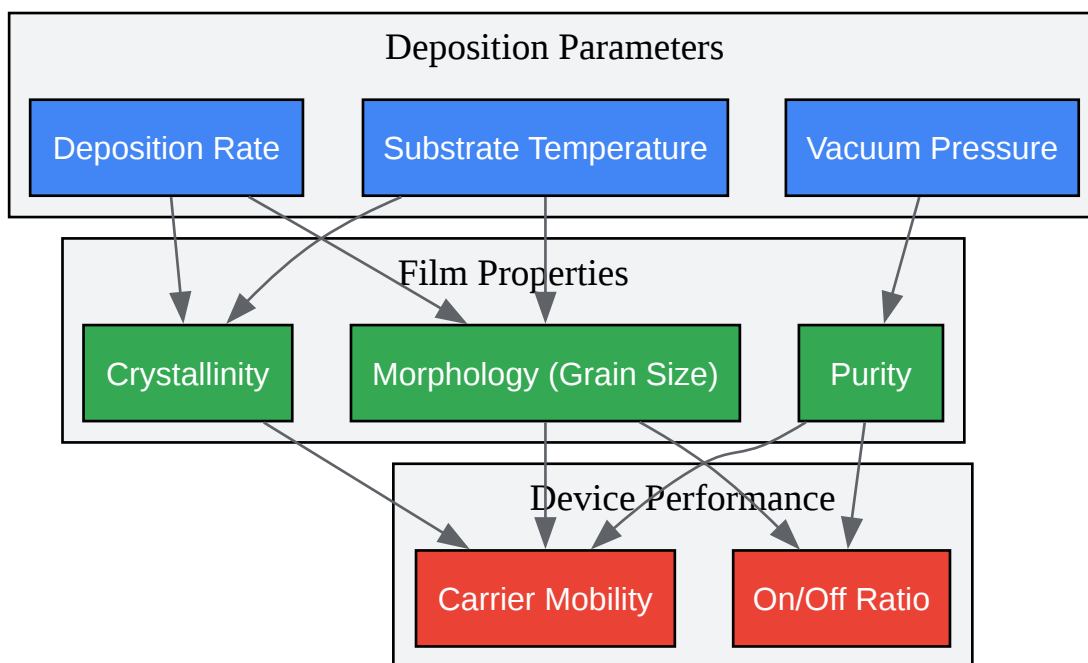 Deposition Parameters
Deposition Rate
Substrate Temperature
Vacuum Pressure
Film Properties
Crystallinity
Morphology (Grain Size)
Purity
Device Performance
Carrier Mobility
On/Off Ratio